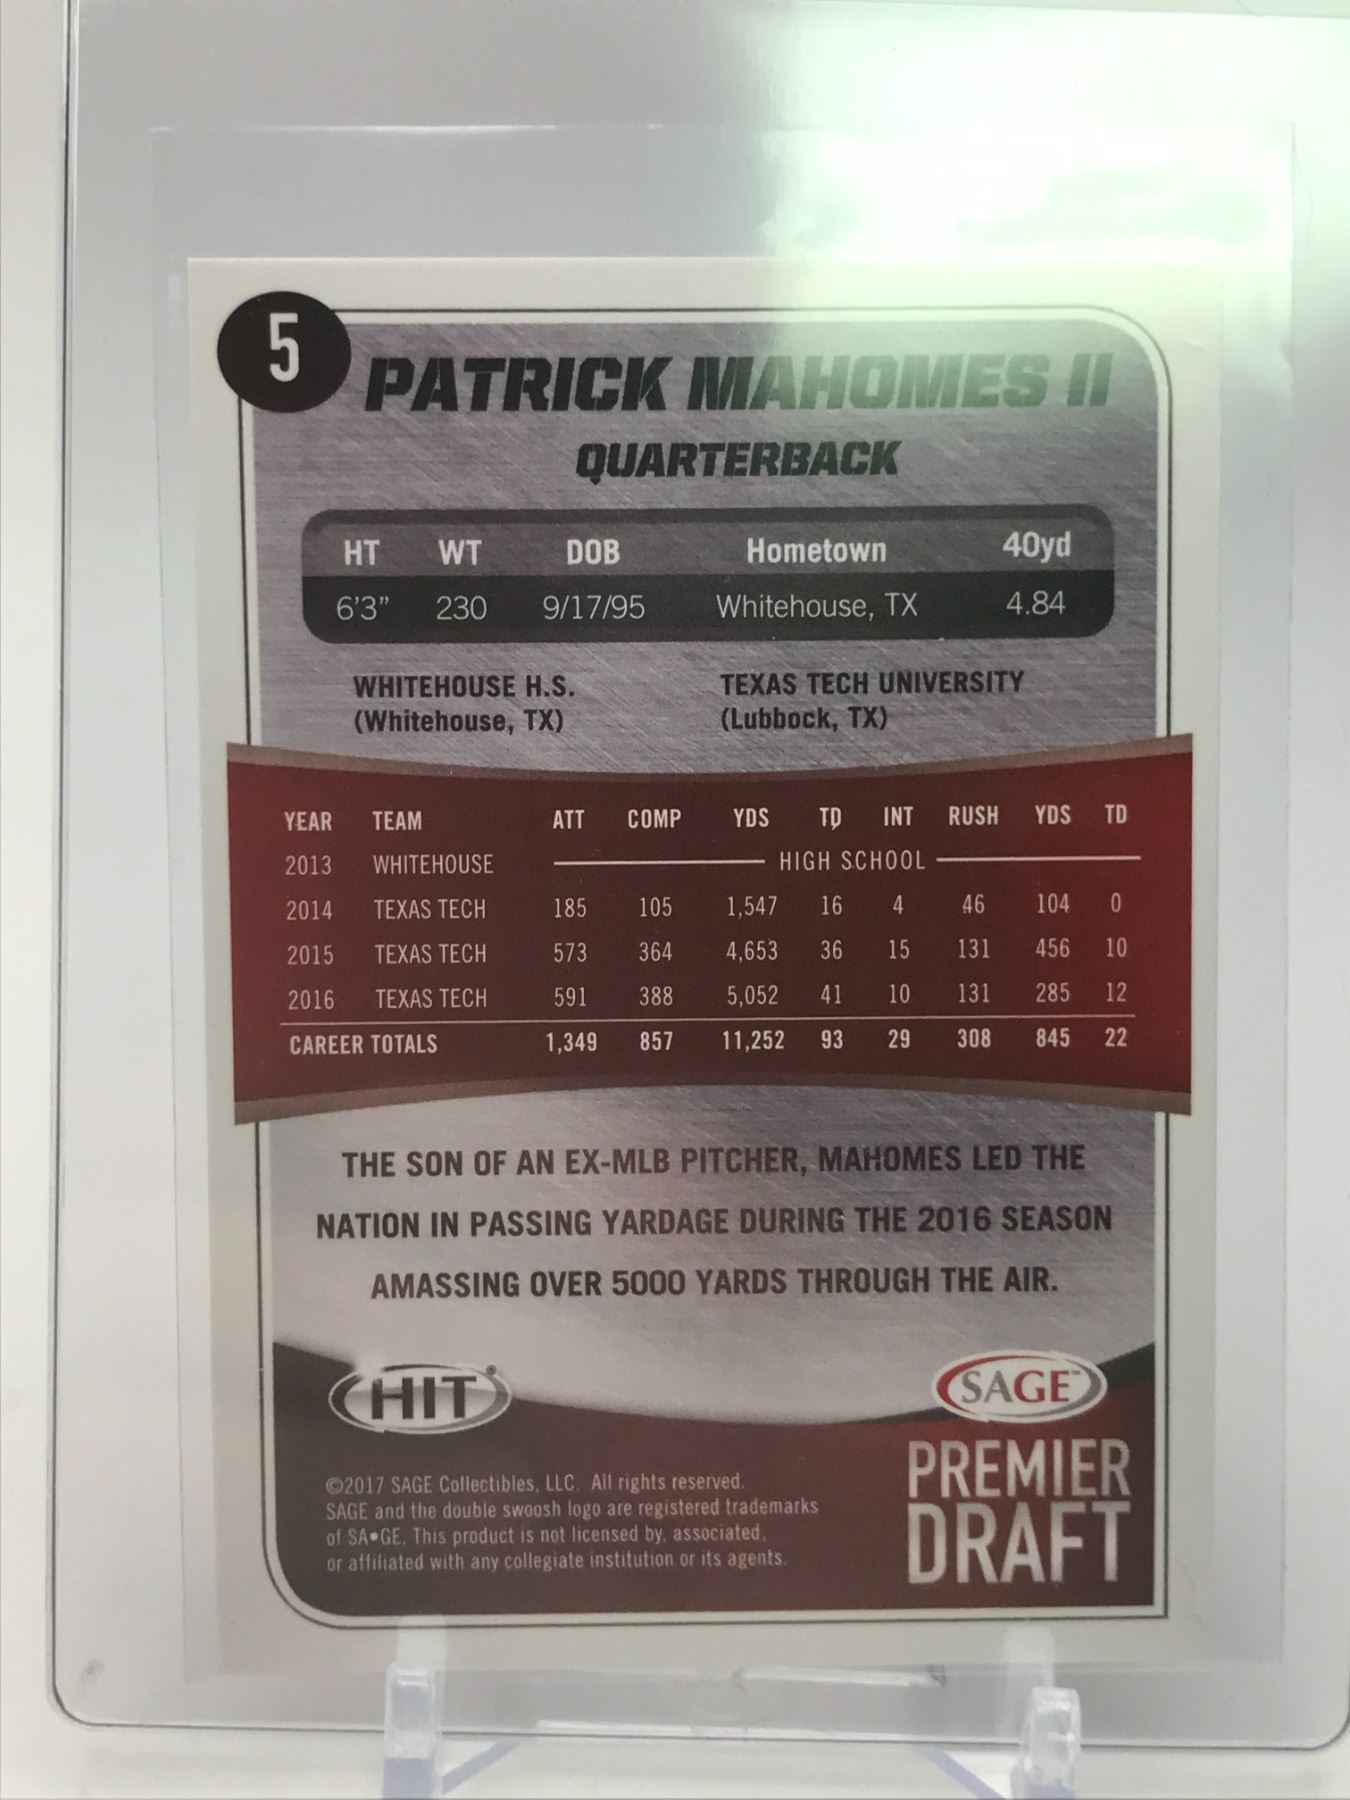 5
PATRICK MAHOMES II
QUARTERBACK
HT WT DOB Hometown 40yd
6'3" 230 9/17/95 Whitehouse, TX 4.84
WHITEHOUSE H.S. TEXAS TECH UNIVERSITY
(Whitehouse, TX) (Lubbock, TX)
YEAR TEAM ATT COMP YDS TD INT RUSH YDS TD
2013 WHITEHOUSE HIGH SCHOOL
2014 TEXAS TECH 185 105 1,547 16 4 46 104 0
2015 TEXAS TECH 573 364 4,653 36 15 131 456 10
2016 TEXAS TECH 591 388 5,052 41 10 131 285 12
CAREER TOTALS 1,349 857 11,252 93 29 308 845 22
THE SON OF AN EX-MLB PITCHER, MAHOMES LED THE
NATION IN PASSING YARDAGE DURING THE 2016 SEASON
AMASSING OVER 5000 YARDS THROUGH THE AIR.
HIT®
SAGE™
PREMIER
DRAFT
©2017 SAGE Collectibles, LLC. All rights reserved.
SAGE and the double swoosh logo are registered trademarks
of SA•GE. This product is not licensed by, associated,
or affiliated with any collegiate institution or its agents.